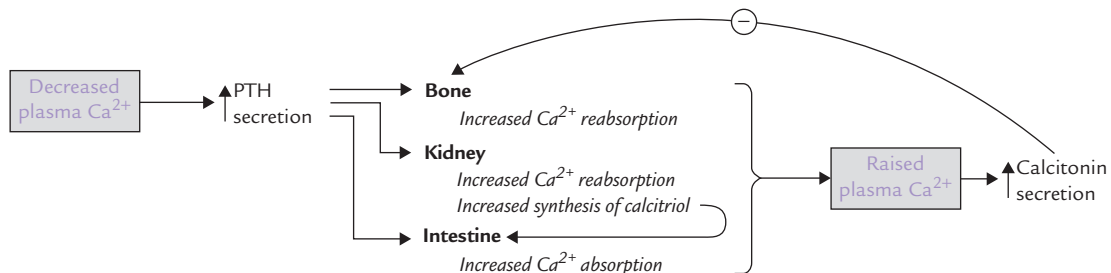 −
Decreased
plasma Ca²⁺
PTH
secretion
Bone
Increased Ca²⁺ reabsorption
Kidney
Increased Ca²⁺ reabsorption
Increased synthesis of calcitriol
Intestine
Increased Ca²⁺ absorption
Raised
plasma Ca²⁺
Calcitonin
secretion